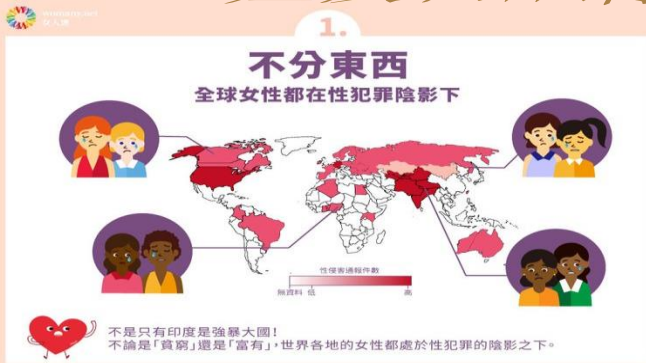 女人迷
1.
不分東西
全球女性都在性犯罪陰影下
性侵害通報件數
無資料 低 高
不是只有印度是強暴大國！
不論是「貧窮」還是「富有」，世界各地的女性都處於性犯罪的陰影之下。